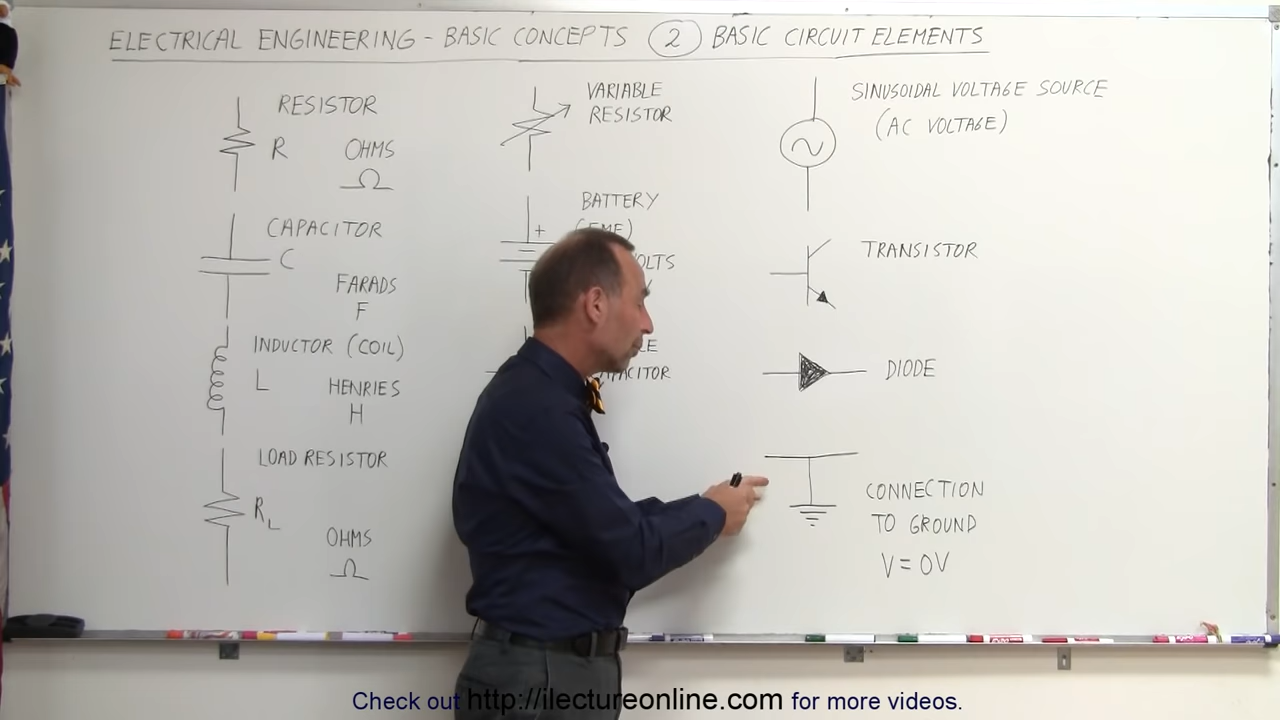 ELECTRICAL ENGINEERING - BASIC CONCEPTS 2 BASIC CIRCUIT ELEMENTS
RESISTOR
R OHMS
Ω
CAPACITOR
C
FARADS
F
INDUCTOR (COIL)
L HENRIES
H
LOAD RESISTOR
R_L
OHMS
Ω
VARIABLE
RESISTOR
BATTERY
+
SINUSOIDAL VOLTAGE SOURCE
(AC VOLTAGE)
TRANSISTOR
DIODE
CONNECTION
TO GROUND
V = 0V
Check out http://ilectureonline.com for more videos.